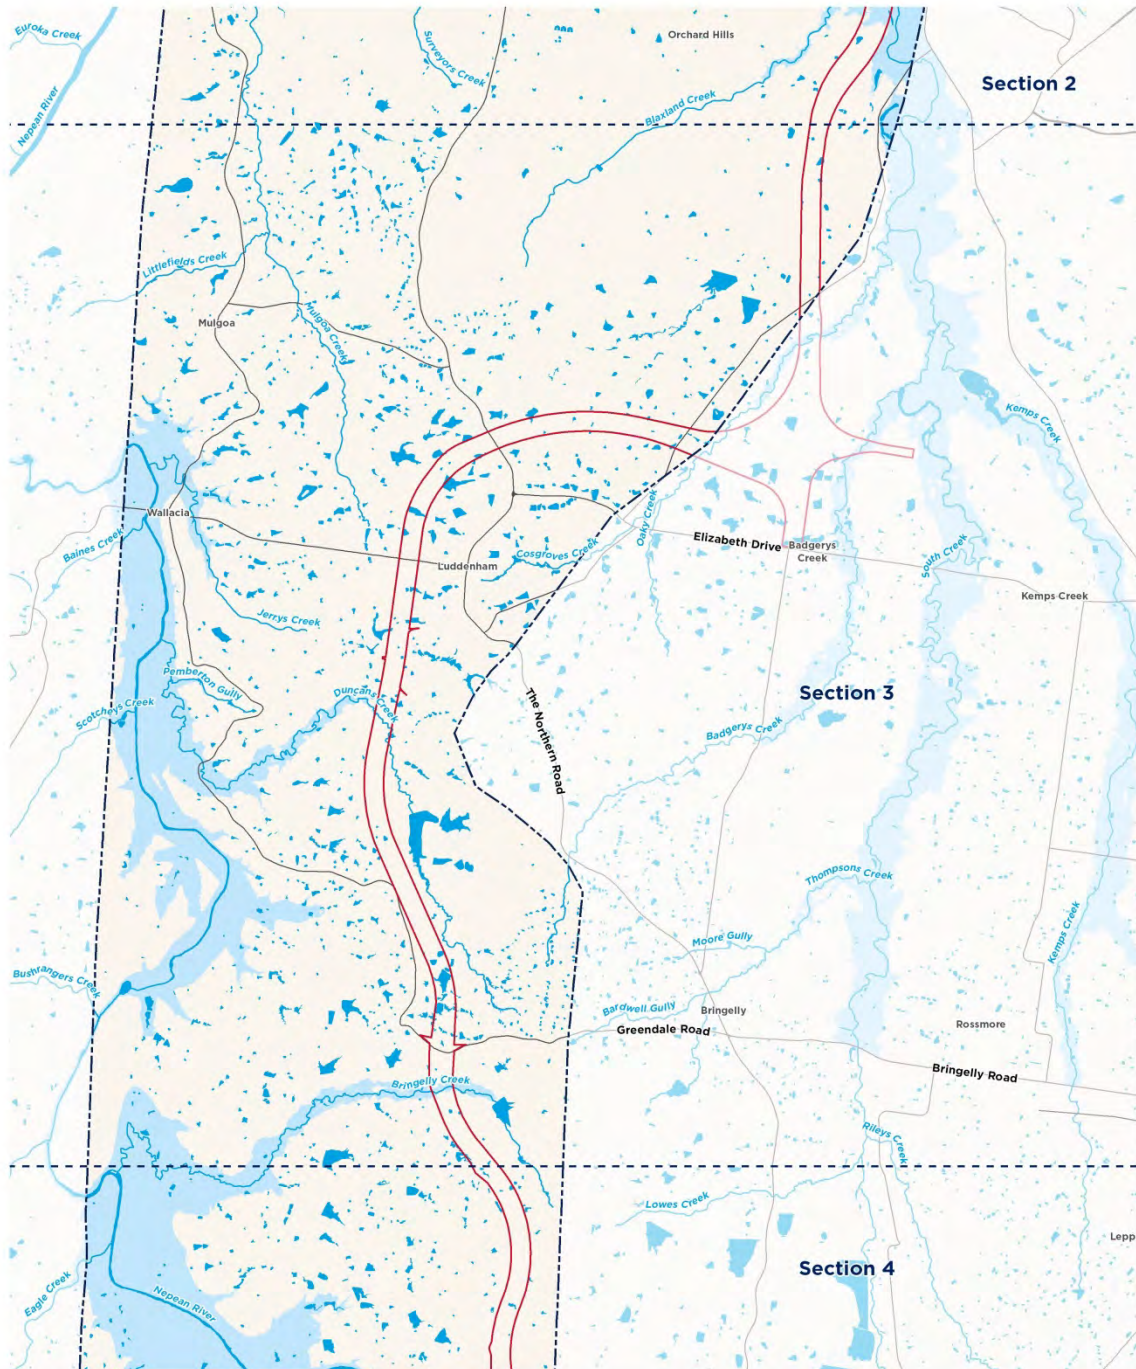 Eureka Creek
Nepean River
Surveyors Creek
Orchard Hills
Blaxland Creek
Section 2
Littlefields Creek
Mulgoa
Mulgoa Creek
Kemps Creek
Wallacia
Baines Creek
Cosgroves Creek
Oaky Creek
Elizabeth Drive
Badgerys
Creek
South Creek
Luddenham
Kemps Creek
Jerrys Creek
Pemberton Gully
Scotcheys Creek
Duncans Creek
The Northern Road
Section 3
Badgerys Creek
Thompsons Creek
Moore Gully
Kemps Creek
Bushrangers Creek
Bardwell Gully
Bringelly
Greendale Road
Rossmore
Bringelly Road
Bringelly Creek
Rileys Creek
Lowes Creek
Lepp
Section 4
Eagle Creek
Nepean River